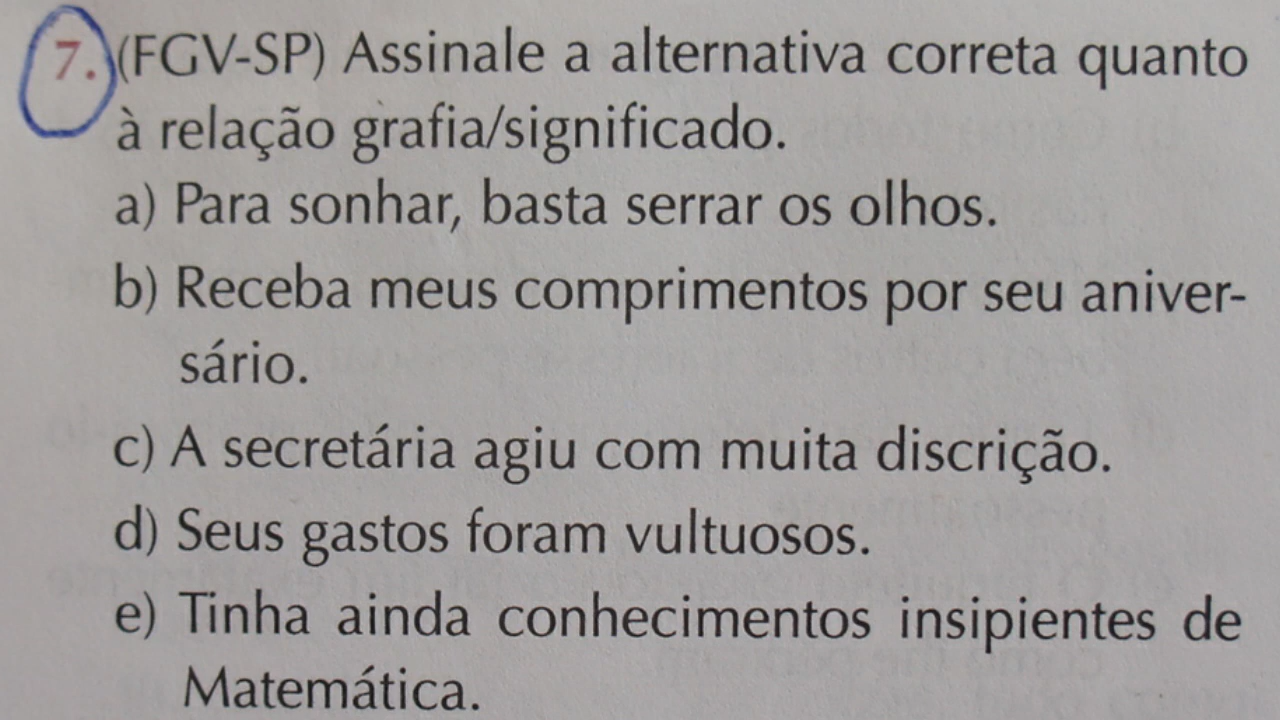 7. (FGV-SP) Assinale a alternativa correta quanto
à relação grafia/significado.
a) Para sonhar, basta serrar os olhos.
b) Receba meus comprimentos por seu aniver-
sário.
c) A secretária agiu com muita discrição.
d) Seus gastos foram vultuosos.
e) Tinha ainda conhecimentos insipientes de
Matemática.